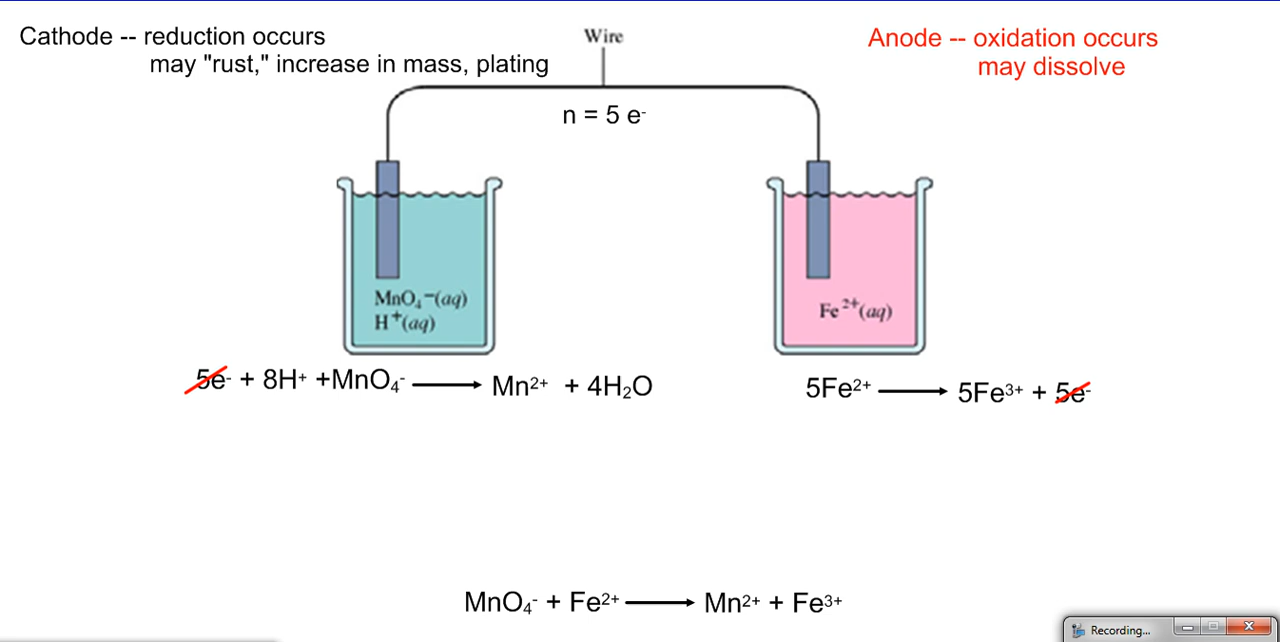 Cathode -- reduction occurs
may "rust," increase in mass, plating
Wire
Anode -- oxidation occurs
may dissolve
n = 5 e⁻
MnO₄⁻(aq)
H⁺(aq)
Fe²⁺(aq)
5e⁻ + 8H⁺ +MnO₄⁻ ⟶ Mn²⁺ + 4H₂O
5Fe²⁺ ⟶ 5Fe³⁺ + 5e⁻
MnO₄⁻ + Fe²⁺ ⟶ Mn²⁺ + Fe³⁺
Recording...